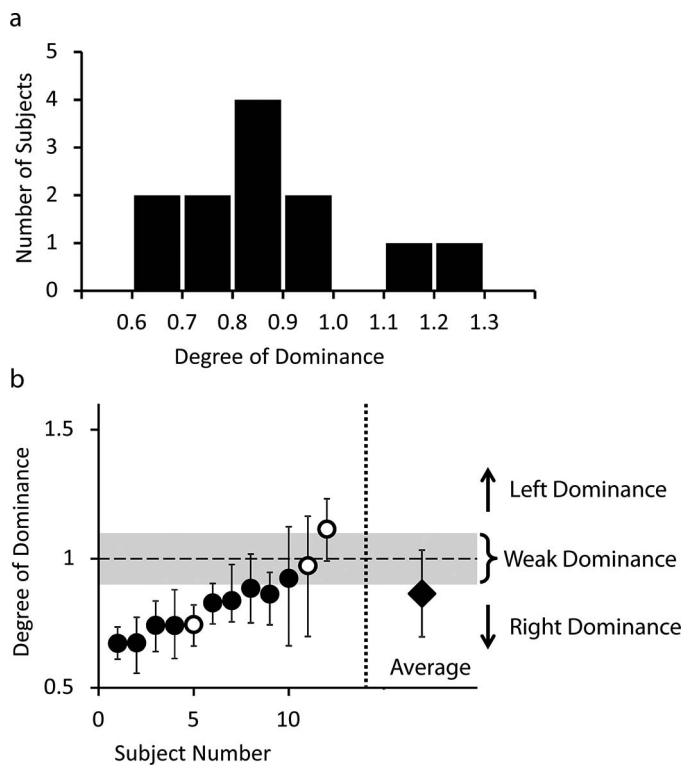 a
Number of Subjects
5
4
3
2
1
0
0.6 0.7 0.8 0.9 1.0 1.1 1.2 1.3
Degree of Dominance
b
Degree of Dominance
1.5
1
0.5
Left Dominance
Weak Dominance
Right Dominance
Average
0 5 10
Subject Number